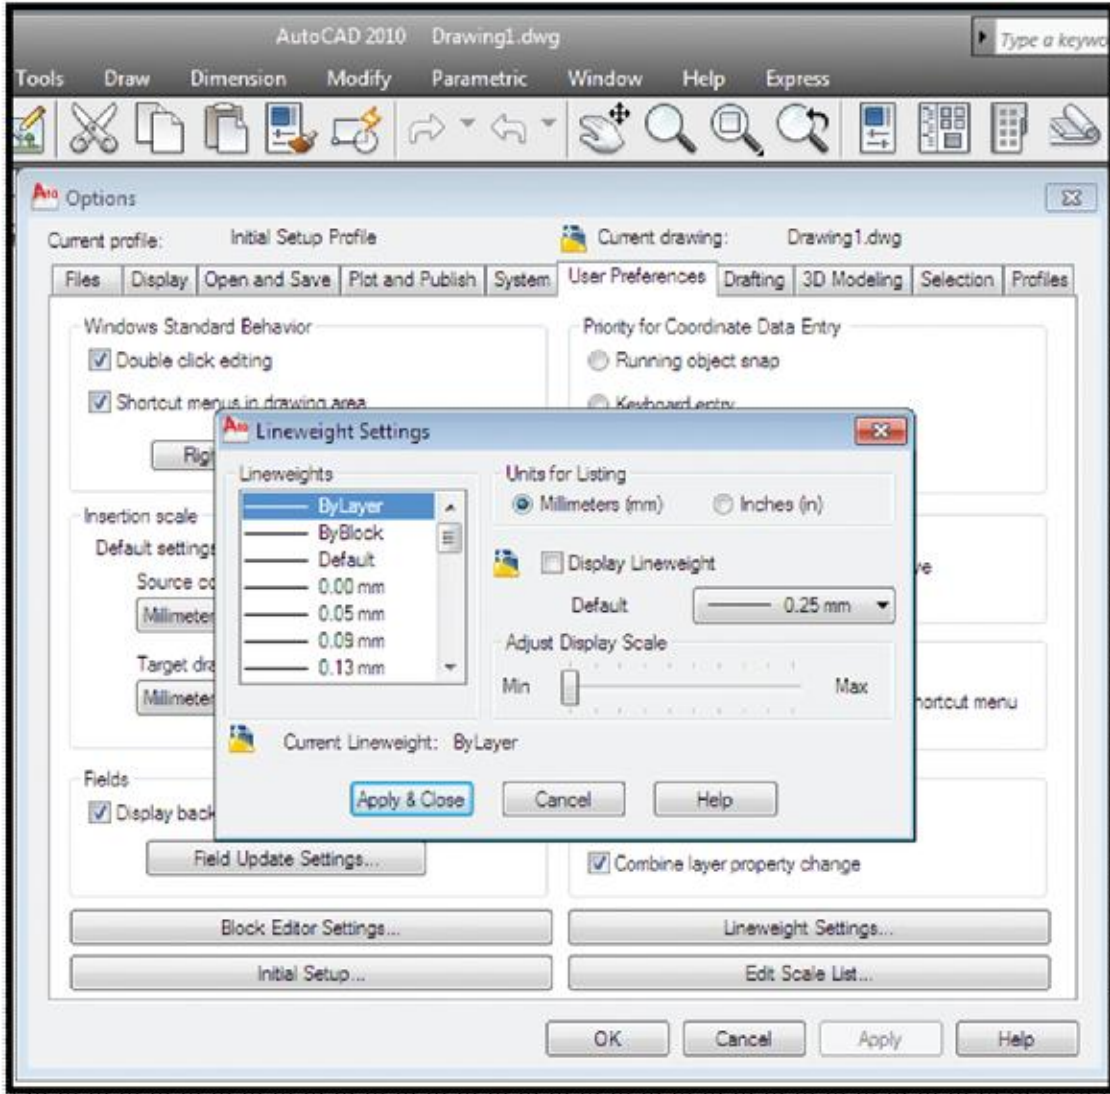 AutoCAD 2010 Drawing1.dwg
Type a keywo
Tools Draw Dimension Modify Parametric Window Help Express
Options
Current profile: Initial Setup Profile Current drawing: Drawing1.dwg
Files Display Open and Save Plot and Publish System User Preferences Drafting 3D Modeling Selection Profiles
Windows Standard Behavior
Double click editing
Shortcut menus in drawing area
Righ
Priority for Coordinate Data Entry
Running object snap
Keyboard entry
Insertion scale
Default settings
Source co
Millimeter
Target dra
Millimeter
ve
hortcut menu
Lineweight Settings
Lineweights
ByLayer
ByBlock
Default
0.00 mm
0.05 mm
0.09 mm
0.13 mm
Units for Listing
Millimeters (mm) Inches (in)
Display Lineweight
Default 0.25 mm
Adjust Display Scale
Min Max
Current Lineweight: ByLayer
Apply & Close Cancel Help
Fields
Display back
Field Update Settings...
Combine layer property change
Block Editor Settings... Lineweight Settings...
Initial Setup... Edit Scale List...
OK Cancel Apply Help